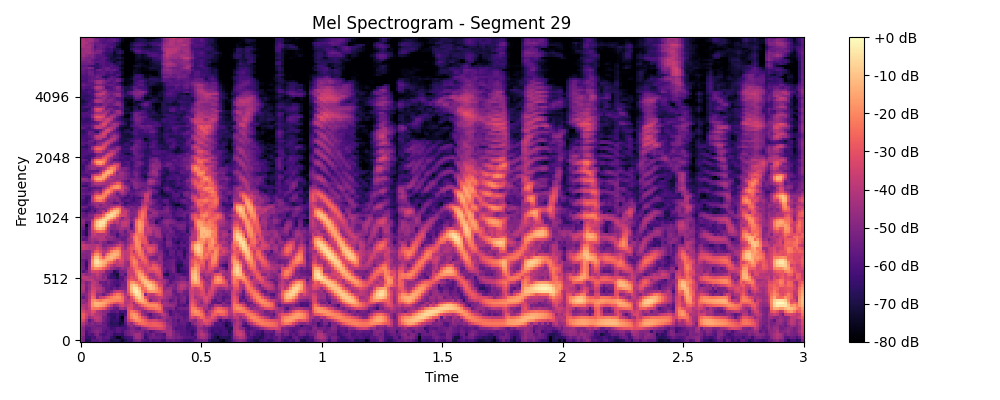 Mel Spectrogram - Segment 29
Frequency
4096
2048
1024
512
0
0
0.5
1
1.5
2
2.5
3
Time
+0 dB
-10 dB
-20 dB
-30 dB
-40 dB
-50 dB
-60 dB
-70 dB
-80 dB